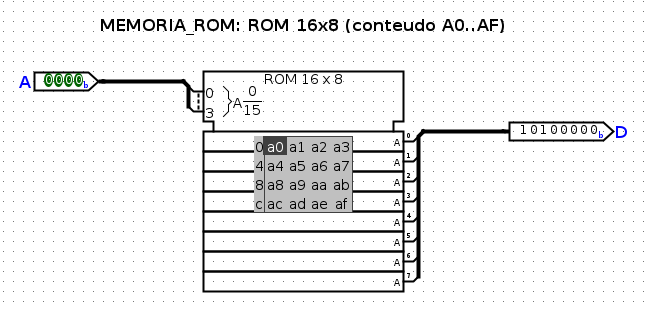 MEMORIA_ROM: ROM 16x8 (conteudo A0..AF)
A 0000b
ROM 16 x 8
0
3
A 0
15
0 a0 a1 a2 a3
4 a4 a5 a6 a7
8 a8 a9 aa ab
c ac ad ae af
A 0
A 1
A 2
A 3
A 4
A 5
A 6
A 7
10100000b D